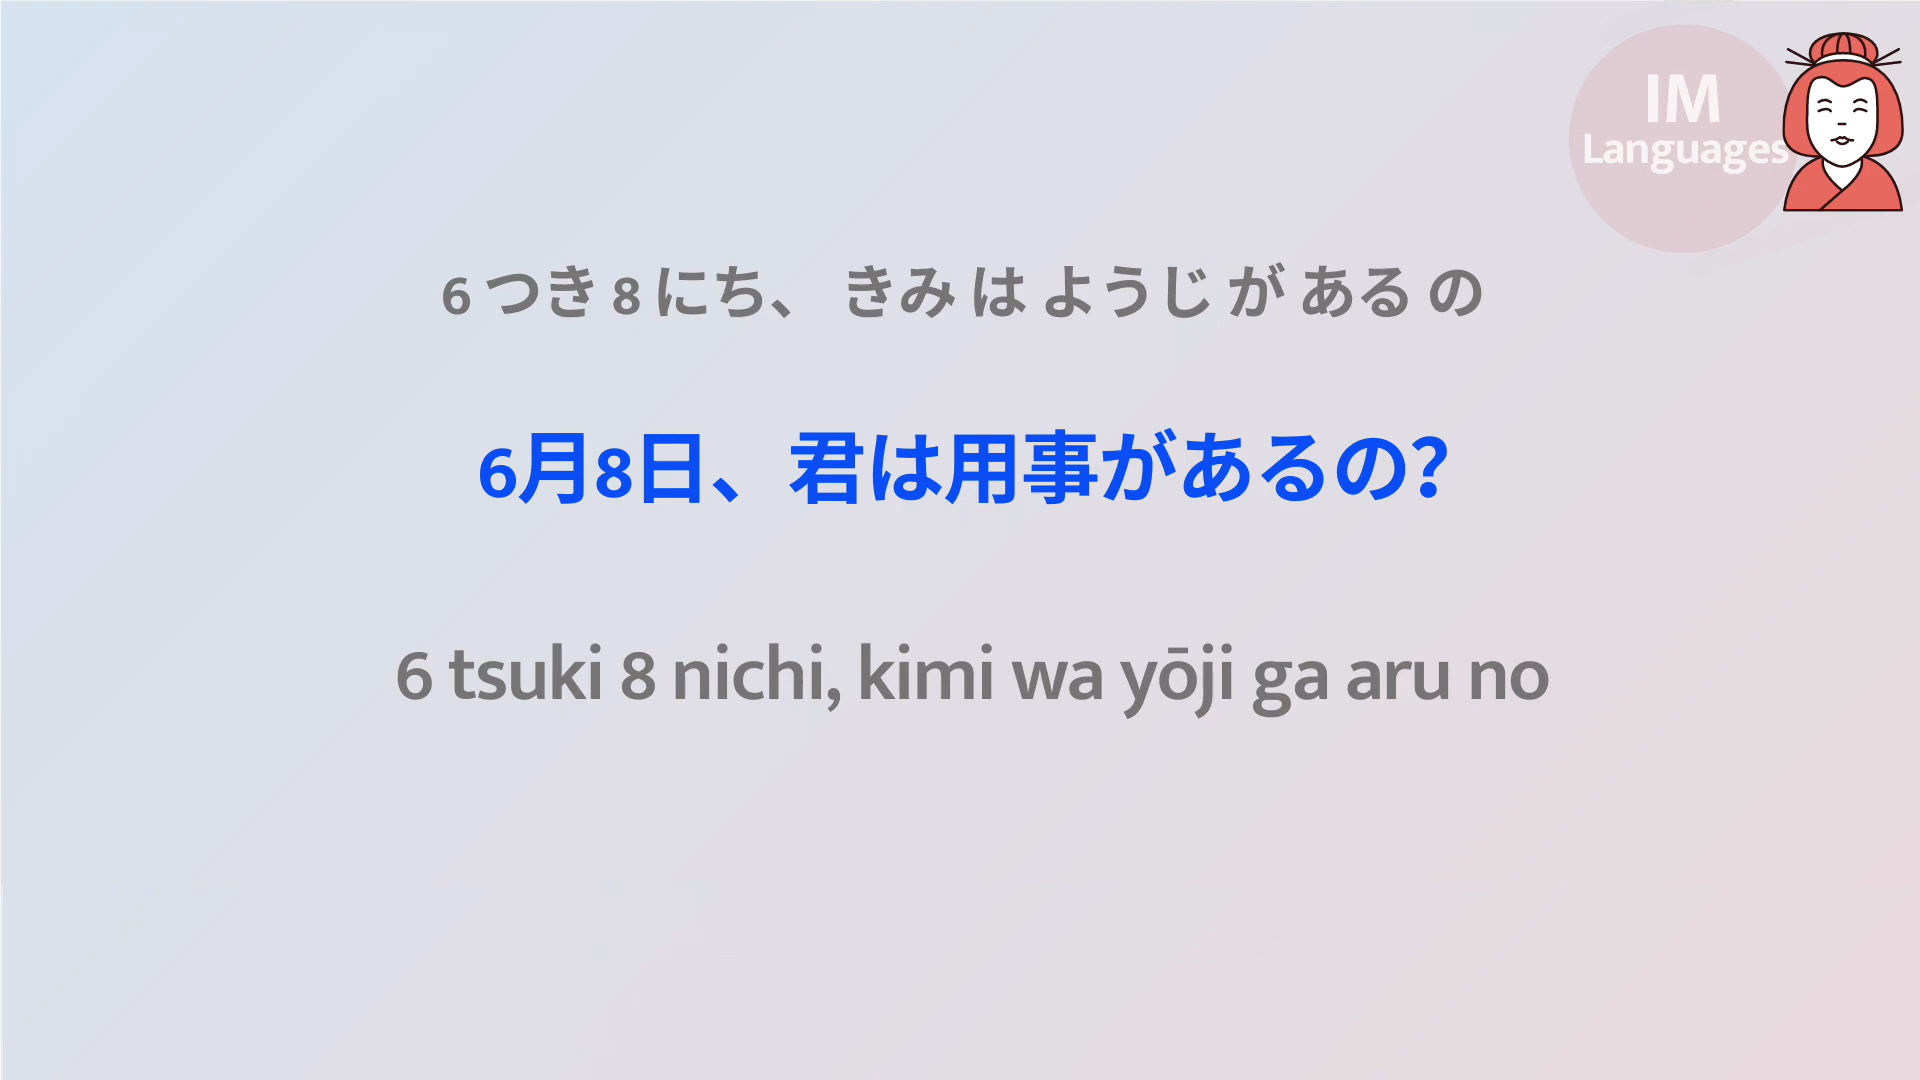 IM
Languages
6 つき 8 にち、 きみ は ようじ が ある の
6月8日、君は用事があるの?
6 tsuki 8 nichi, kimi wa yōji ga aru no